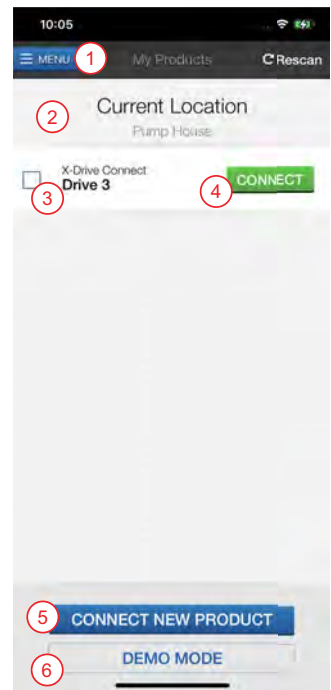 10:05
MENU 1 My Products Rescan
2 Current Location
Pump House
X-Drive Connect
3 Drive 3
4 CONNECT
5 CONNECT NEW PRODUCT
6 DEMO MODE